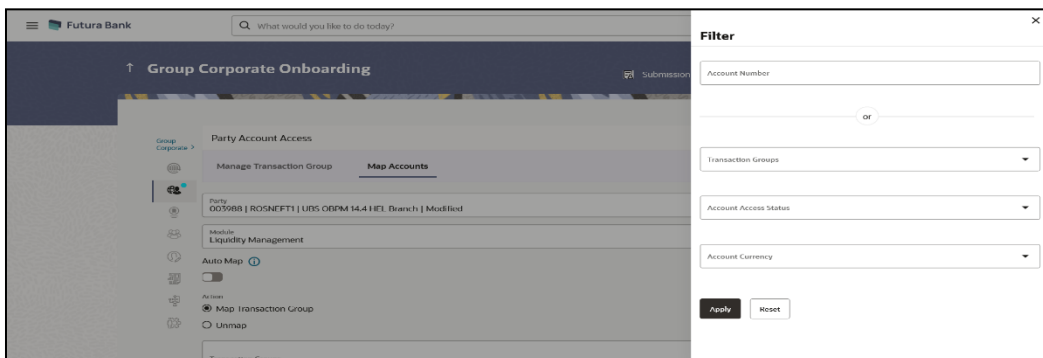 Futura Bank
What would you like to do today?
Group Corporate Onboarding
Submission
Group
Corporate >
Party Account Access
Manage Transaction Group
Map Accounts
Party
003988 | ROSNEFT1 | UBS OBPM 14.4 HEL Branch | Modified
Module
Liquidity Management
Auto Map
Action
Map Transaction Group
Unmap
Filter
Account Number
or
Transaction Groups
Account Access Status
Account Currency
Apply
Reset